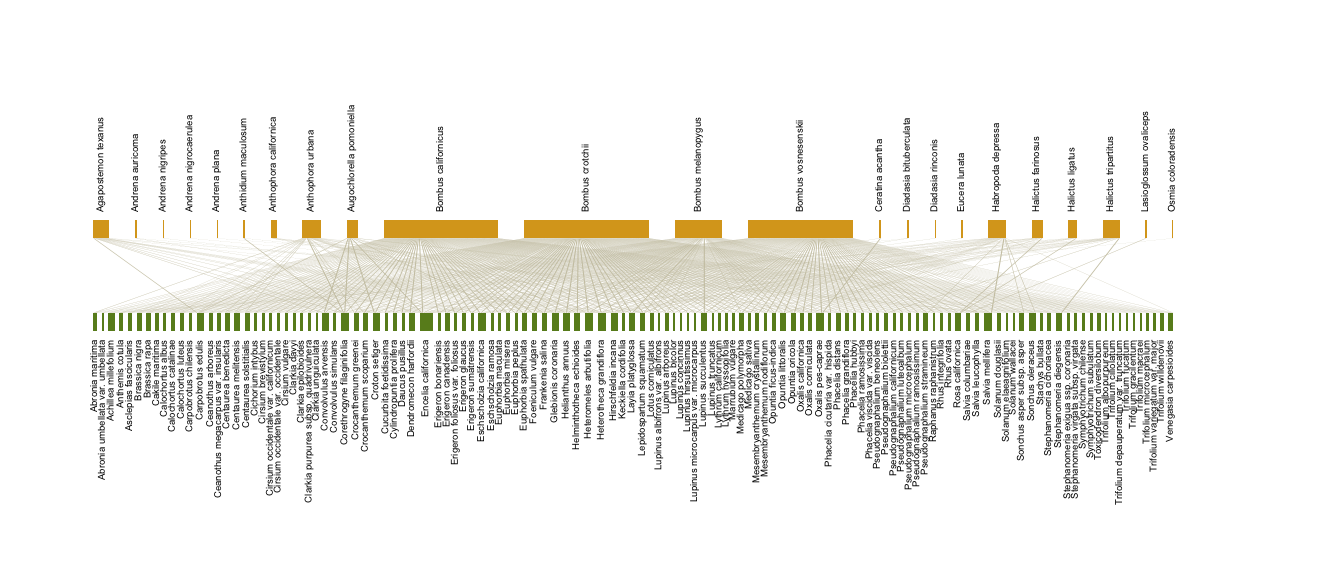 Agapostemon texanus
Andrena auricoma
Andrena nigripes
Andrena nigrocaerulea
Andrena plana
Anthidium maculosum
Anthophora californica
Anthophora urbana
Augochlorella pomoniella
Bombus californicus
Bombus crotchii
Bombus melanopygus
Bombus vosnesenskii
Ceratina acantha
Diadasia bituberculata
Diadasia rinconis
Eucera lunata
Habropoda depressa
Halictus farinosus
Halictus ligatus
Halictus tripartitus
Lasioglossum ovaliceps
Osmia coloradensis
Abronia maritima
Abronia umbellata var. umbellata
Achillea millefolium
Anthemis cotula
Asclepias fascicularis
Brassica nigra
Brassica rapa
Cakile maritima
Calochortus albus
Calochortus catalinae
Calochortus luteus
Carpobrotus chilensis
Carpobrotus edulis
Ceanothus arboreus
Ceanothus megacarpus var. insularis
Centaurea benedicta
Centaurea melitensis
Centaurea solstitialis
Cichorium intybus
Cirsium brevistylum
Cirsium occidentale var. californicum
Cirsium occidentale var. occidentale
Cirsium vulgare
Clarkia davyi
Clarkia epilobioides
Clarkia purpurea subsp. quadrivulnera
Clarkia unguiculata
Convolvulus arvensis
Convolvulus simulans
Corethrogyne filaginifolia
Crocanthemum greenei
Crocanthemum scoparium
Croton setiger
Cucurbita foetidissima
Cylindropuntia prolifera
Daucus pusillus
Dendromecon harfordii
Encelia californica
Erigeron bonariensis
Erigeron canadensis
Erigeron foliosus var. foliosus
Erigeron glaucus
Erigeron sumatrensis
Eschscholzia californica
Eschscholzia ramosa
Euphorbia maculata
Euphorbia misera
Euphorbia peplus
Euphorbia spathulata
Foeniculum vulgare
Frankenia salina
Glebionis coronaria
Helianthus annuus
Helminthotheca echioides
Heteromeles arbutifolia
Heterotheca grandiflora
Hirschfeldia incana
Keckiella cordifolia
Layia platyglossa
Lepidospartum squamatum
Lotus corniculatus
Lupinus albifrons var. douglasii
Lupinus arboreus
Lupinus bicolor
Lupinus concinnus
Lupinus hirsutissimus
Lupinus microcarpus var. microcarpus
Lupinus succulentus
Lupinus truncatus
Lythrum californicum
Lythrum hyssopifolia
Marrubium vulgare
Medicago polymorpha
Medicago sativa
Mesembryanthemum crystallinum
Mesembryanthemum nodiflorum
Opuntia ficus-indica
Opuntia littoralis
Opuntia oricola
Oxalis californica
Oxalis corniculata
Oxalis pes-caprae
Phacelia cicutaria var. hispida
Phacelia distans
Phacelia grandiflora
Phacelia hubbyi
Phacelia ramosissima
Phacelia viscida var. viscida
Pseudognaphalium beneolens
Pseudognaphalium biolettii
Pseudognaphalium californicum
Pseudognaphalium luteoalbum
Pseudognaphalium microcephalum
Pseudognaphalium ramosissimum
Pseudognaphalium stramineum
Raphanus raphanistrum
Rhus integrifolia
Rhus ovata
Rosa californica
Salvia columbariae
Salvia leucophylla
Salvia mellifera
Solanum douglasii
Solanum elaeagnifolium
Solanum wallacei
Sonchus asper subsp. asper
Sonchus oleraceus
Stachys bullata
Stephanomeria cichoriacea
Stephanomeria diegensis
Stephanomeria exigua subsp. coronaria
Stephanomeria virgata subsp. virgata
Symphyotrichum chilense
Symphyotrichum subulatum
Toxicodendron diversilobum
Trifolium albopurpureum
Trifolium ciliolatum
Trifolium depauperatum var. truncatum
Trifolium fucatum
Trifolium gracilentum
Trifolium macraei
Trifolium microcephalum
Trifolium variegatum var. major
Trifolium willdenovii
Venegasia carpesioides